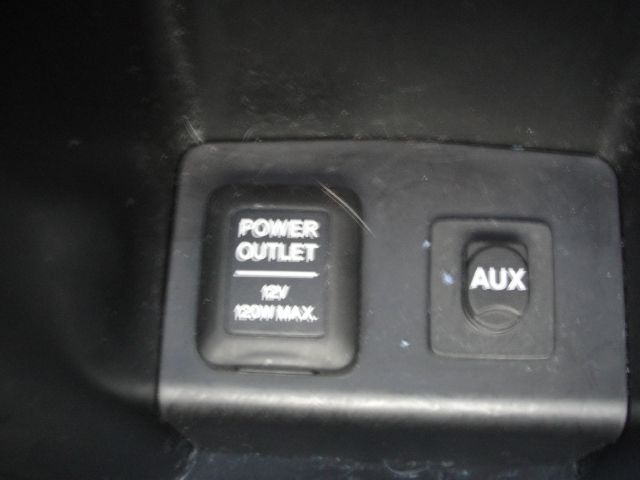 POWER
OUTLET
12V
120W MAX.
AUX